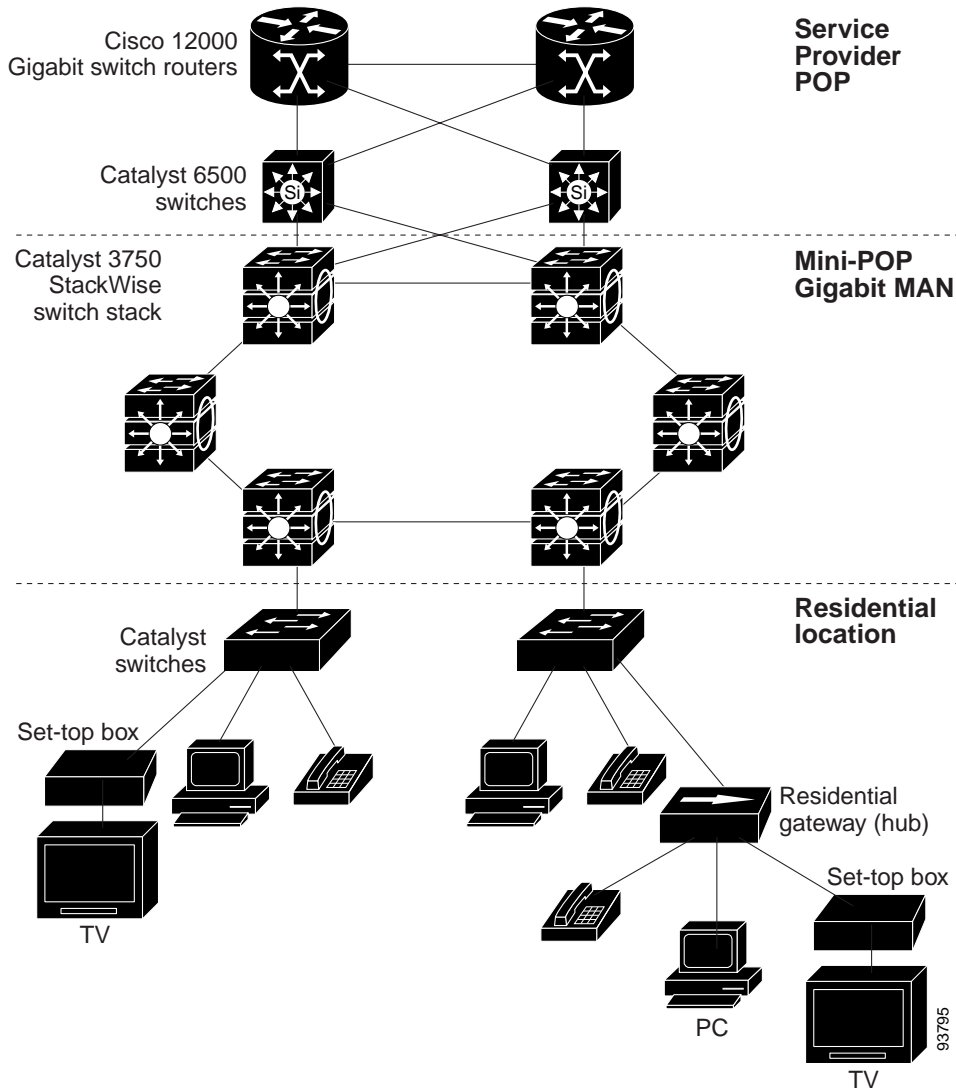 Cisco 12000
Gigabit switch routers
Service
Provider
POP
Si
Si
Catalyst 6500
switches
Catalyst 3750
StackWise
switch stack
Mini-POP
Gigabit MAN
Residential
location
Catalyst
switches
Set-top box
TV
Residential
gateway (hub)
Set-top box
PC
TV
93795